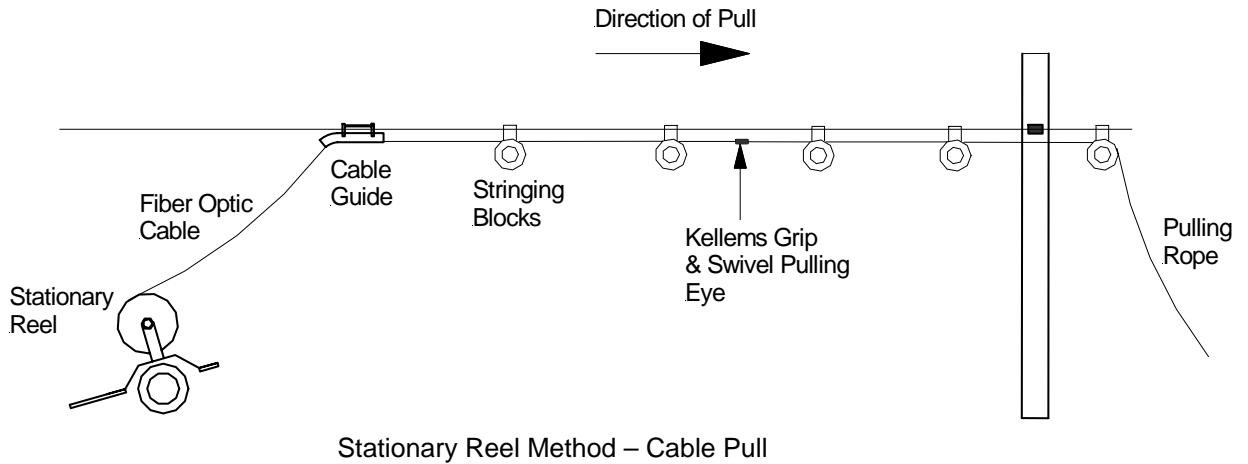 Direction of Pull
Cable
Guide
Stringing
Blocks
Fiber Optic
Cable
Kellems Grip
& Swivel Pulling
Eye
Pulling
Rope
Stationary
Reel
Stationary Reel Method – Cable Pull